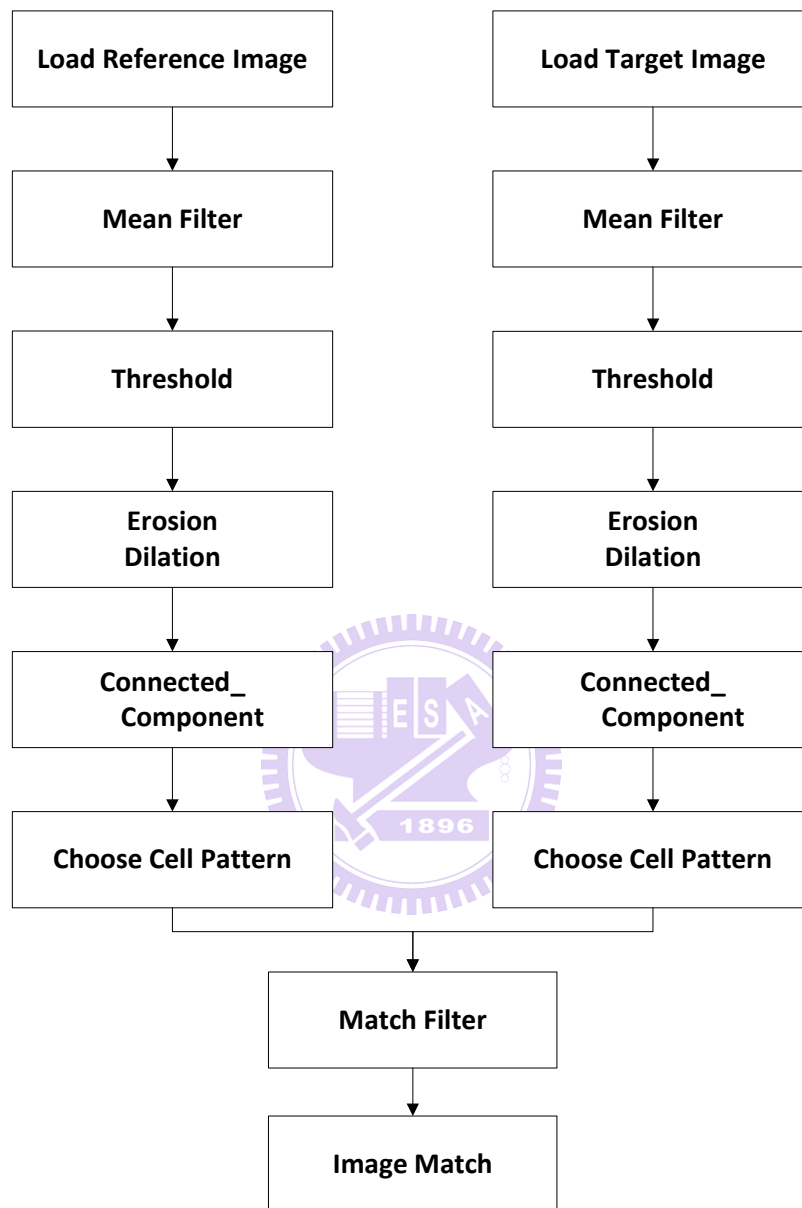 Load Reference Image
Load Target Image
Mean Filter
Mean Filter
Threshold
Threshold
Erosion
Dilation
Erosion
Dilation
Connected_
Component
Connected_
Component
E S A
1896
Choose Cell Pattern
Choose Cell Pattern
Match Filter
Image Match